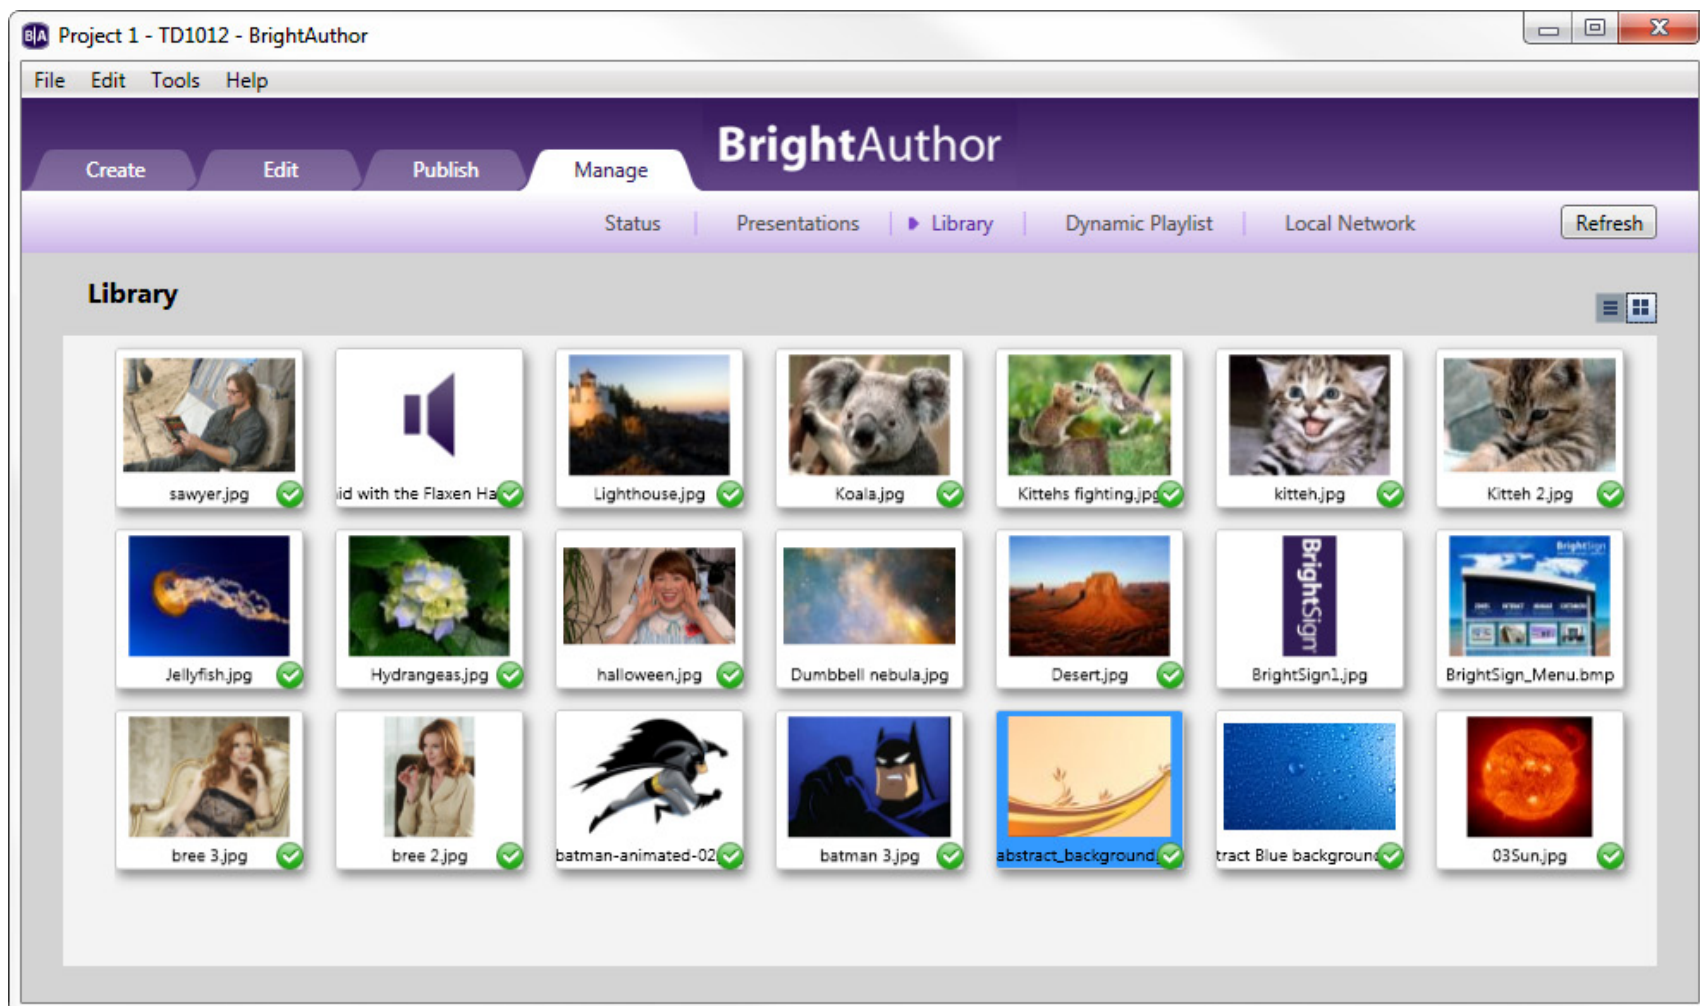 B|A Project 1 - TD1012 - BrightAuthor
File Edit Tools Help
BrightAuthor
Create Edit Publish Manage
Status Presentations Library Dynamic Playlist Local Network Refresh
Library
sawyer.jpg id with the Flaxen Ha Lighthouse.jpg Koala.jpg Kittehs fighting.jpg kitteh.jpg Kitteh 2.jpg
BrightSign
BrightSign
Jellyfish.jpg Hydrangeas.jpg halloween.jpg Dumbbell nebula.jpg Desert.jpg BrightSign1.jpg BrightSign_Menu.bmp
bree 3.jpg bree 2.jpg batman-animated-02 batman 3.jpg abstract_background. tract Blue background 03Sun.jpg